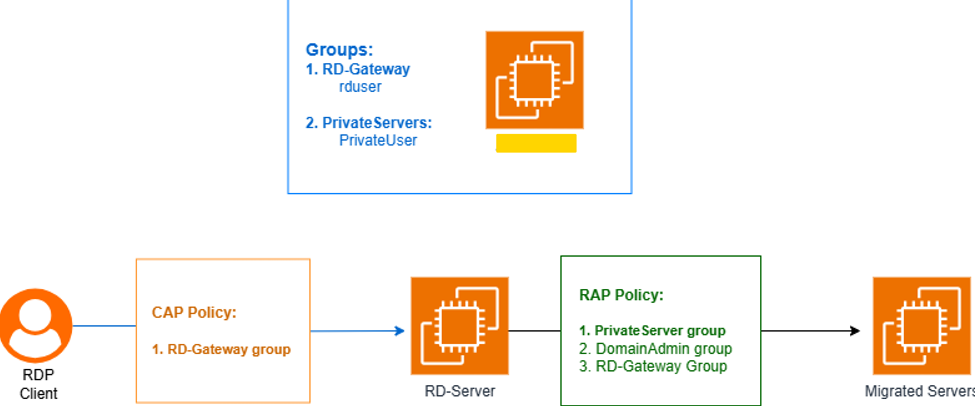 Groups:
1. RD-Gateway
rduser
2. PrivateServers:
PrivateUser
CAP Policy:
1. RD-Gateway group
RAP Policy:
1. PrivateServer group
2. DomainAdmin group
3. RD-Gateway Group
RDP
Client
RD-Server
Migrated Servers